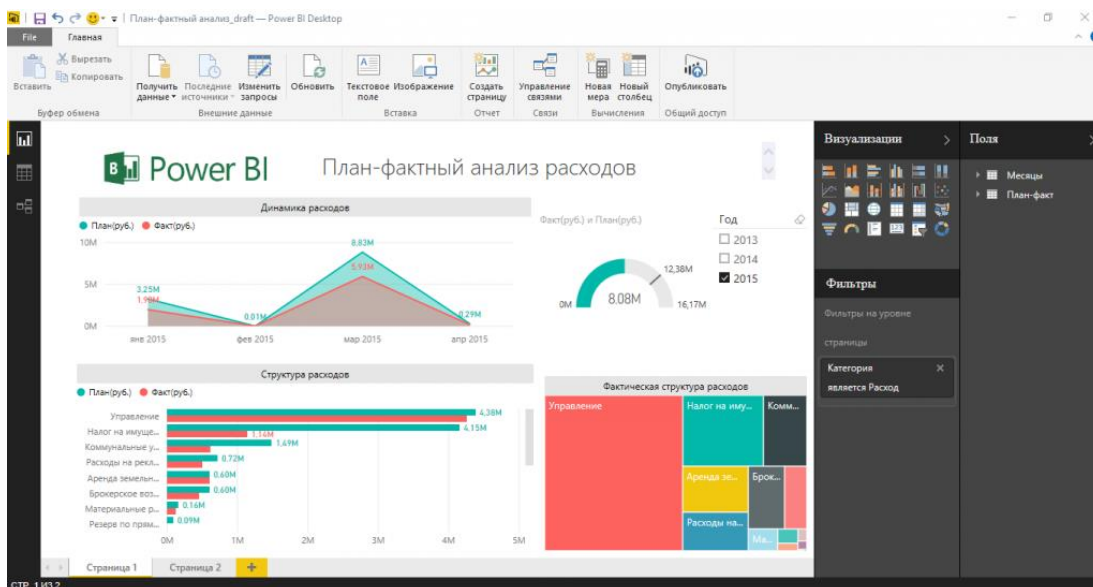 План-фактный анализ_draft — Power BI Desktop
File Главная
Вставить
Вырезать
Копировать
Буфер обмена
Получить данные
Последние источники
Изменить запросы
Внешние данные
Обновить
Текстовое поле
Изображение
Вставка
Создать страницу
Отчет
Управление связями
Связи
Новая мера
Новый столбец
Вычисления
Опубликовать
Общий доступ
Power BI
План-фактный анализ расходов
Динамика расходов
План(руб.) Факт(руб.)
10M
5M
0M
3.25M
0.01M
8.83M
5.93M
0.29M
янв 2015 фев 2015 мар 2015 апр 2015
Факт(руб.) и План(руб.)
0M
8.08M
12,38M
16,17M
Год
2013
2014
2015
Структура расходов
План(руб.) Факт(руб.)
Управление 4,38M
Налог на имуще... 4,15M
1,14M
Коммунальные у... 1,49M
Расходы на рекл... 0,72M
Аренда земельн... 0,60M
Брокерское воз... 0,60M
Материальные р... 0,16M
Резерв по прям... 0,09M
0M 1M 2M 3M 4M 5M
Фактическая структура расходов
Управление
Налог на иму...
Комм...
Аренда зе...
Брок...
Расходы на...
Ма...
Визуализации
Фильтры
Фильтры на уровне
страницы
Категория
является Расход
Поля
Месяцы
План-факт
Страница 1 Страница 2
СТР. 1 ИЗ 2